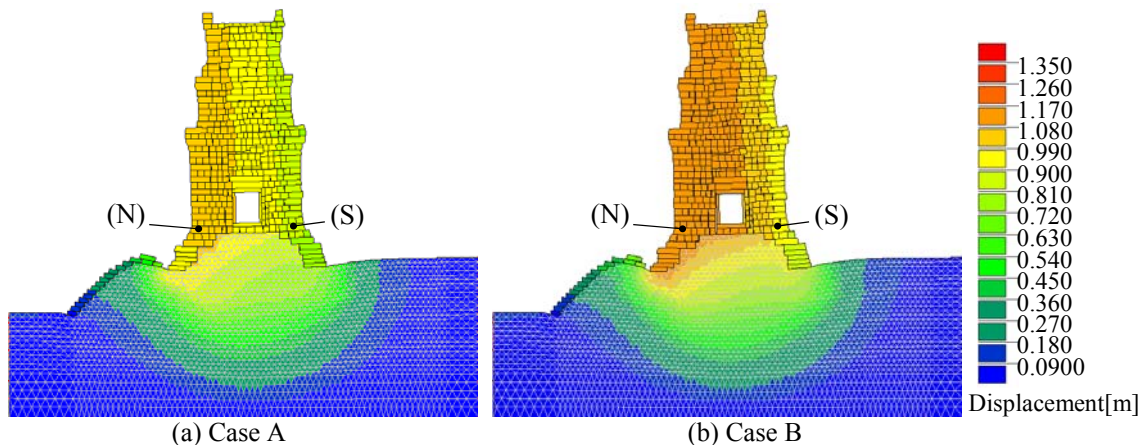 (N)
(S)
(N)
(S)
1.350
1.260
1.170
1.080
0.990
0.900
0.810
0.720
0.630
0.540
0.450
0.360
0.270
0.180
0.0900
Displacement[m]
(a) Case A
(b) Case B